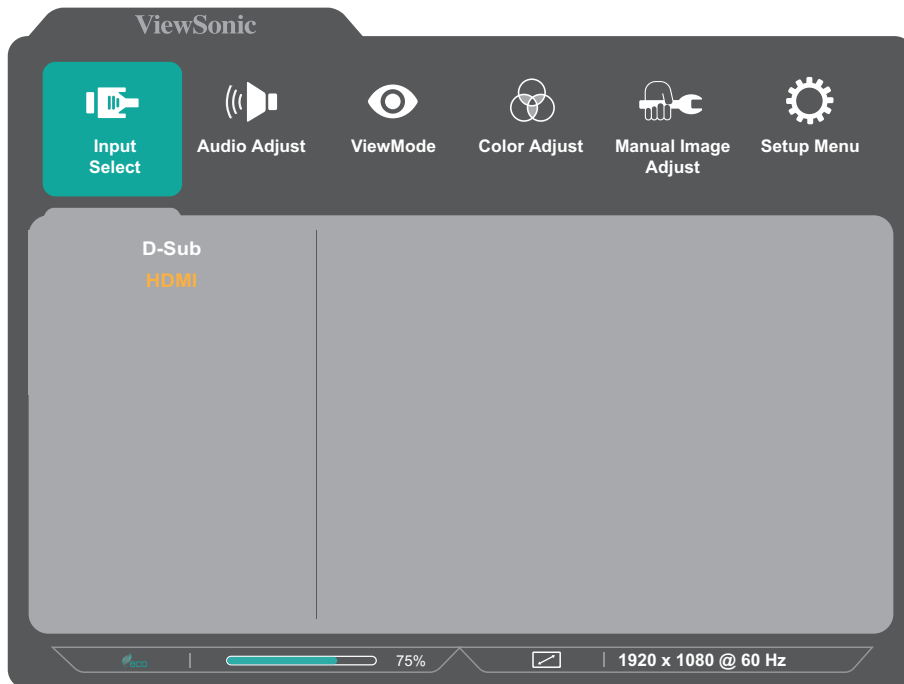 ViewSonic
Input Select
Audio Adjust
ViewMode
Color Adjust
Manual Image Adjust
Setup Menu
D-Sub
HDMI
eco
75%
1920 x 1080 @ 60 Hz